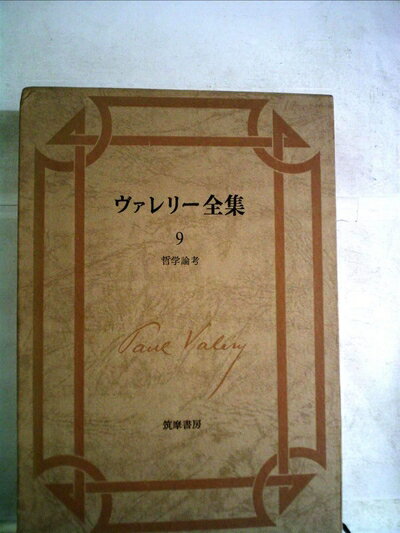 ヴァレリー全集
9
哲学論考
Paul Valéry
筑摩書房